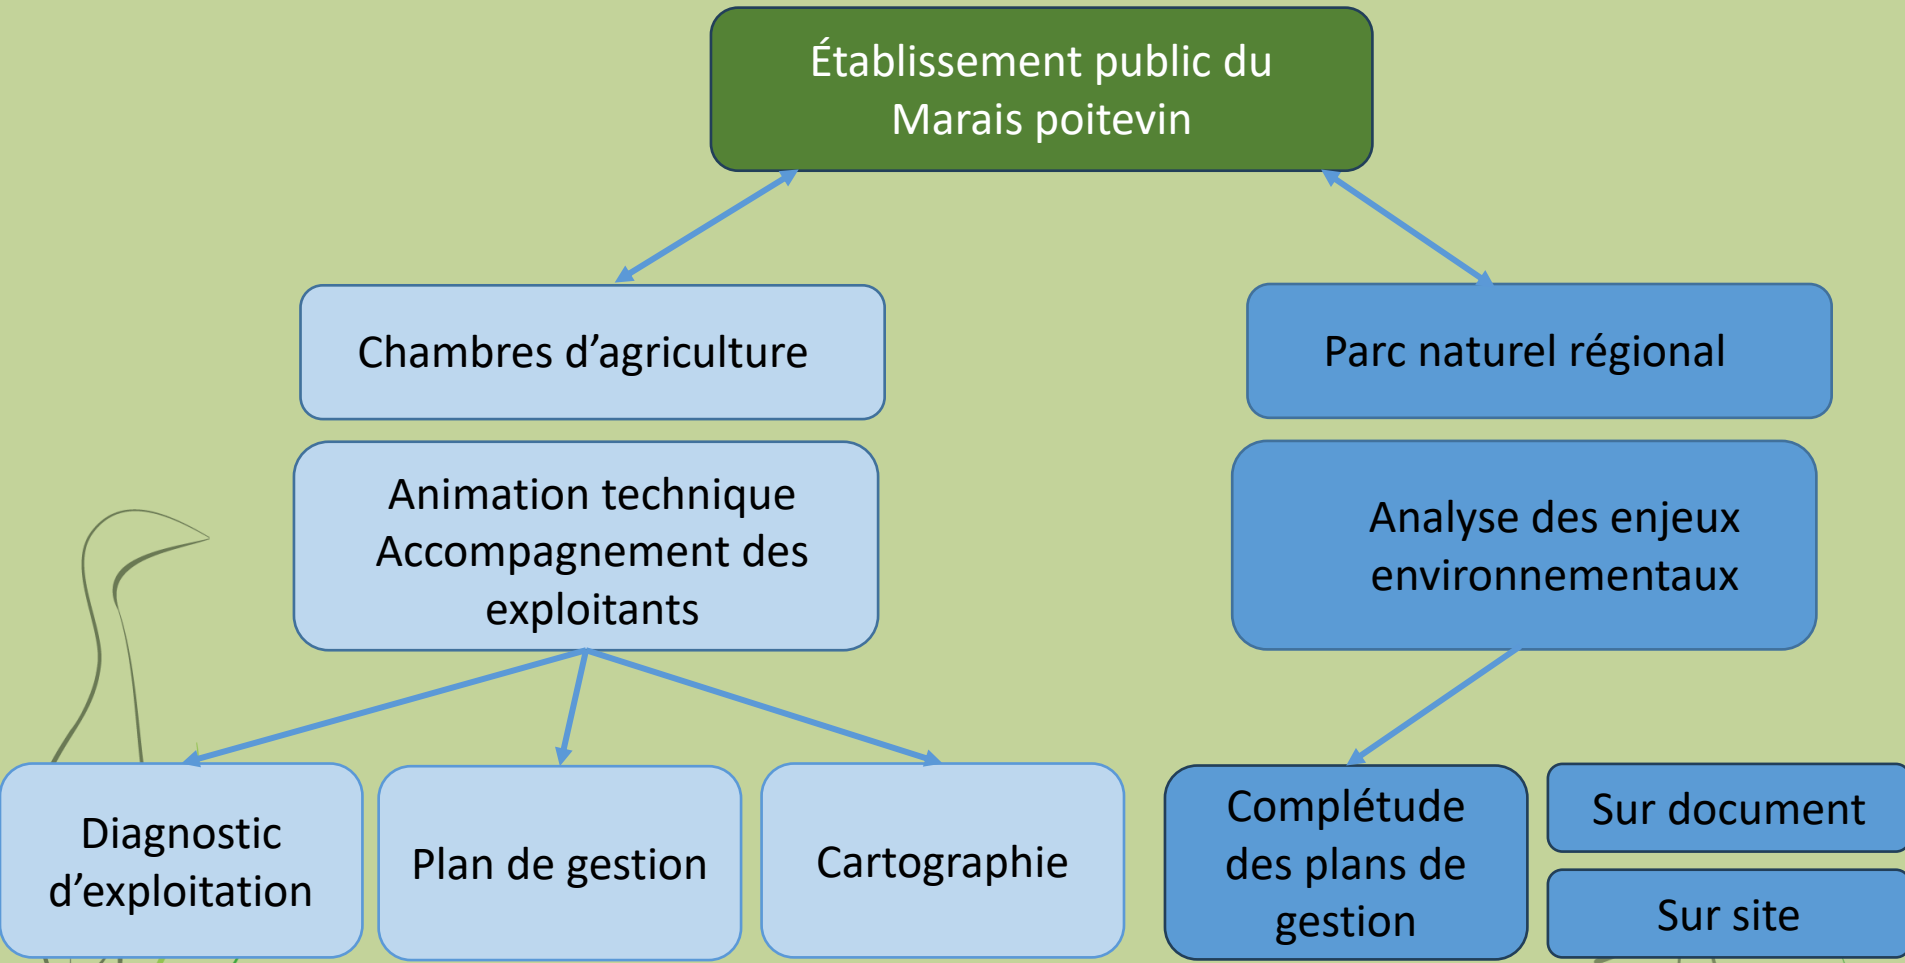 Établissement public du
Marais poitevin
Chambres d’agriculture
Parc naturel régional
Animation technique
Accompagnement des
exploitants
Analyse des enjeux
environnementaux
Diagnostic
d’exploitation
Plan de gestion
Cartographie
Complétude
des plans de
gestion
Sur document
Sur site